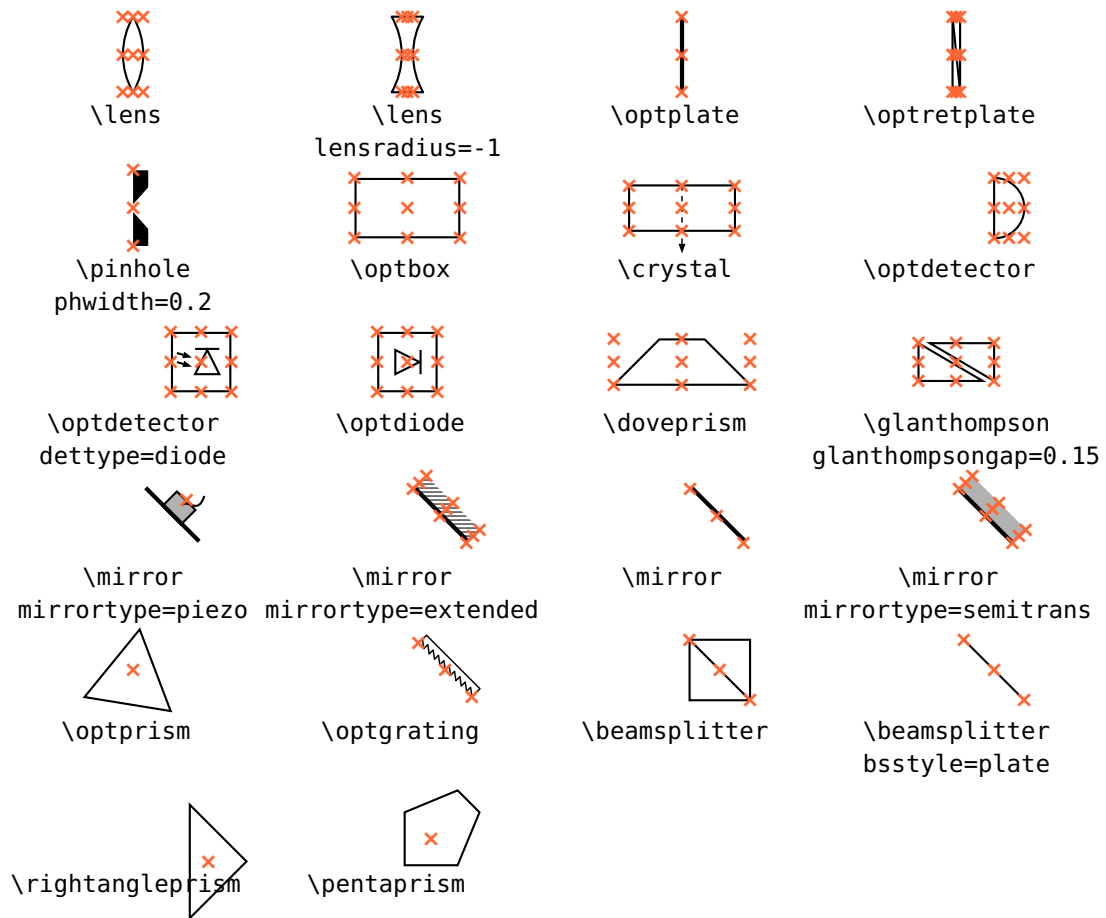 \lens
\lens
\optplate
\optretplate
lensradius=-1
\pinhole
\optbox
\crystal
\optdetector
phwidth=0.2
\optdetector
\optdiode
\doveprism
\glanthompson
dettype=diode
glanthompsongap=0.15
\mirror
\mirror
\mirror
\mirror
mirrortype=piezo
mirrortype=extended
mirrortype=semitrans
\optprism
\optgrating
\beamsplitter
\beamsplitter
bsstyle=plate
\rightangleprism
\pentaprism